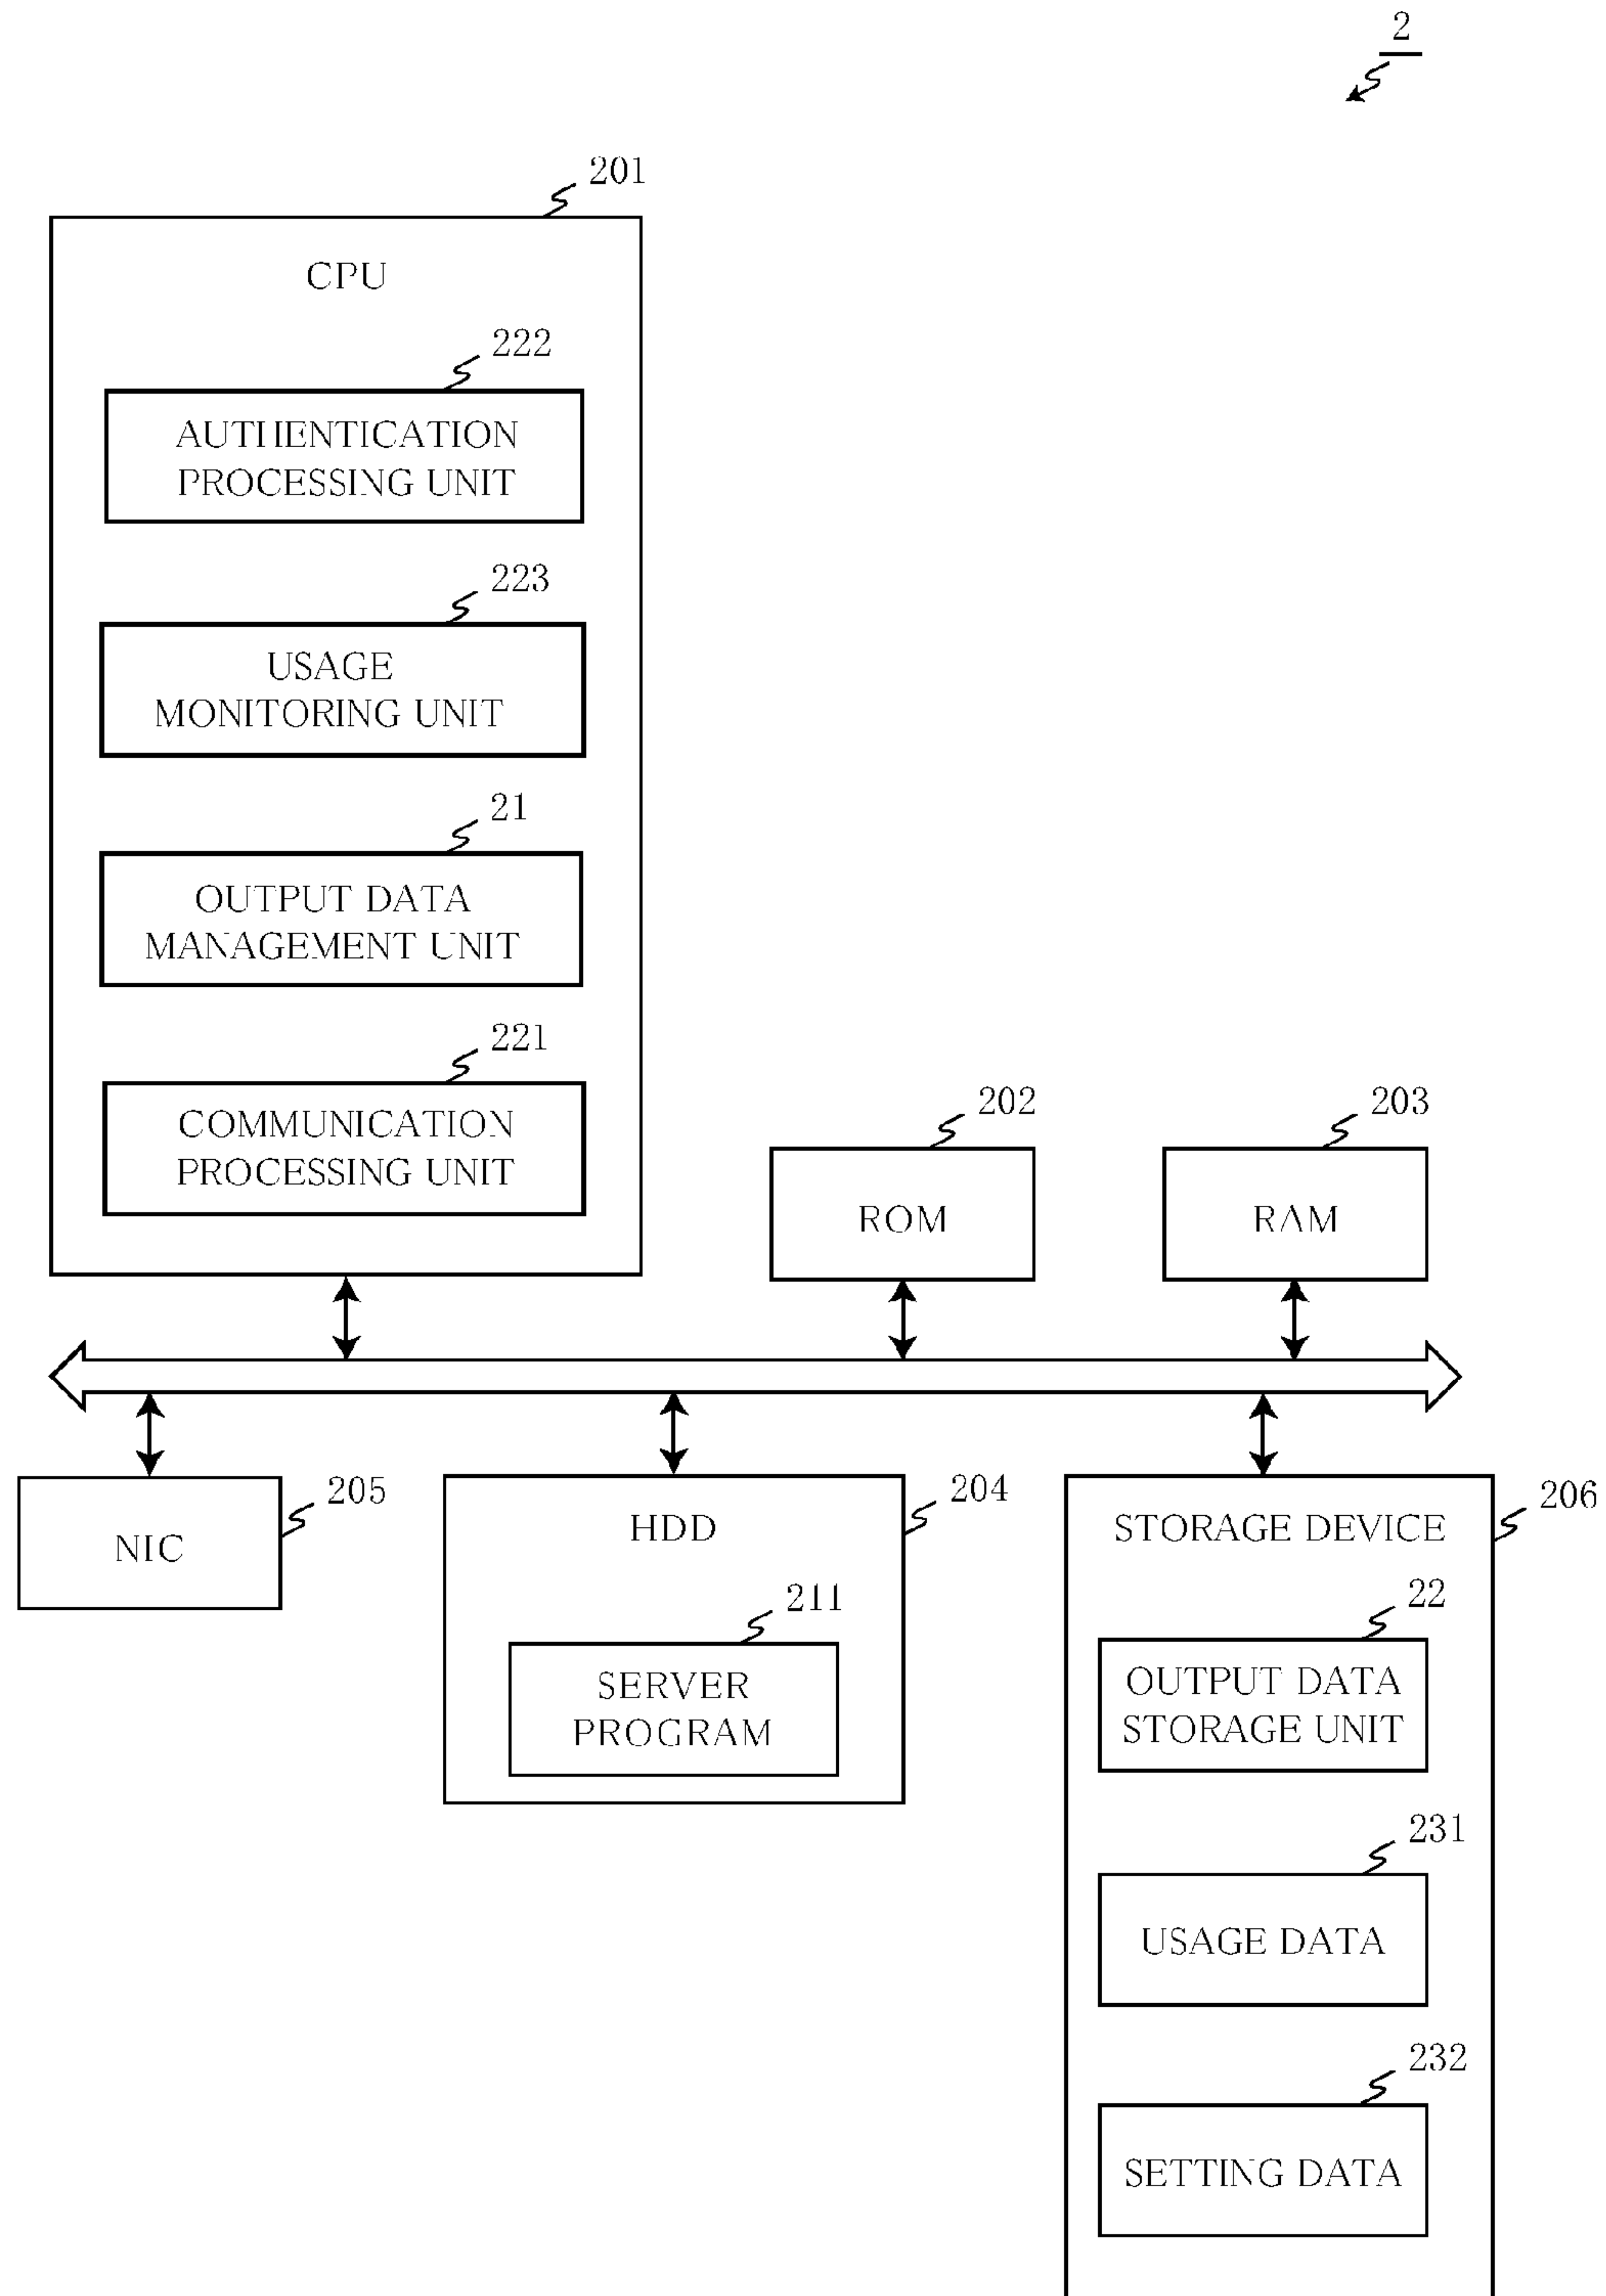 2
201
CPU
222
AUTHENTICATION
PROCESSING UNIT
223
USAGE
MONITORING UNIT
21
OUTPUT DATA
MANAGEMENT UNIT
221
COMMUNICATION
PROCESSING UNIT
202
ROM
203
RAM
205
NIC
204
HDD
211
SERVER
PROGRAM
206
STORAGE DEVICE
22
OUTPUT DATA
STORAGE UNIT
231
USAGE DATA
232
SETTING DATA